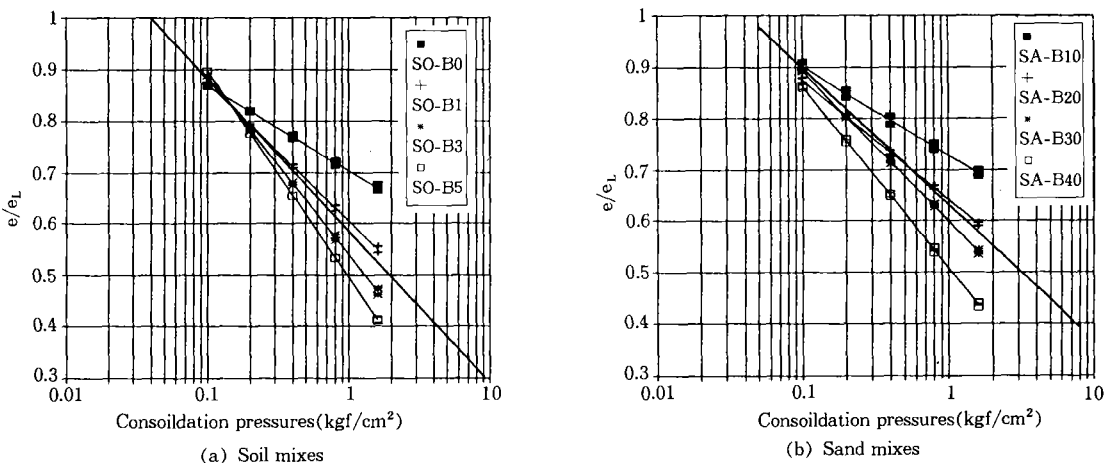 1
0.9
0.8
0.7
0.6
0.5
0.4
0.3
e/eL
0.01
0.1
1
10
SO-B0
SO-B1
SO-B3
SO-B5
Consoildation pressures(kgf/cm²)
(a) Soil mixes
1
0.9
0.8
0.7
0.6
0.5
0.4
0.3
e/eL
0.01
0.1
1
10
SA-B10
SA-B20
SA-B30
SA-B40
Consoildation pressures(kgf/cm²)
(b) Sand mixes